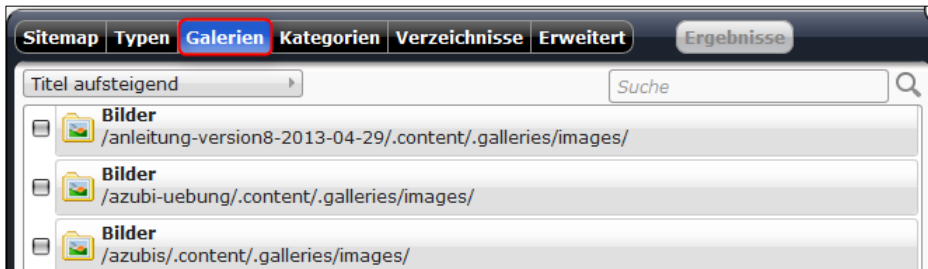 Sitemap Typen Galerien Kategorien Verzeichnisse Erweitert Ergebnisse
Titel aufsteigend Suche
Bilder
/anleitung-version8-2013-04-29/.content/.galleries/images/
Bilder
/azubi-uebung/.content/.galleries/images/
Bilder
/azubis/.content/.galleries/images/